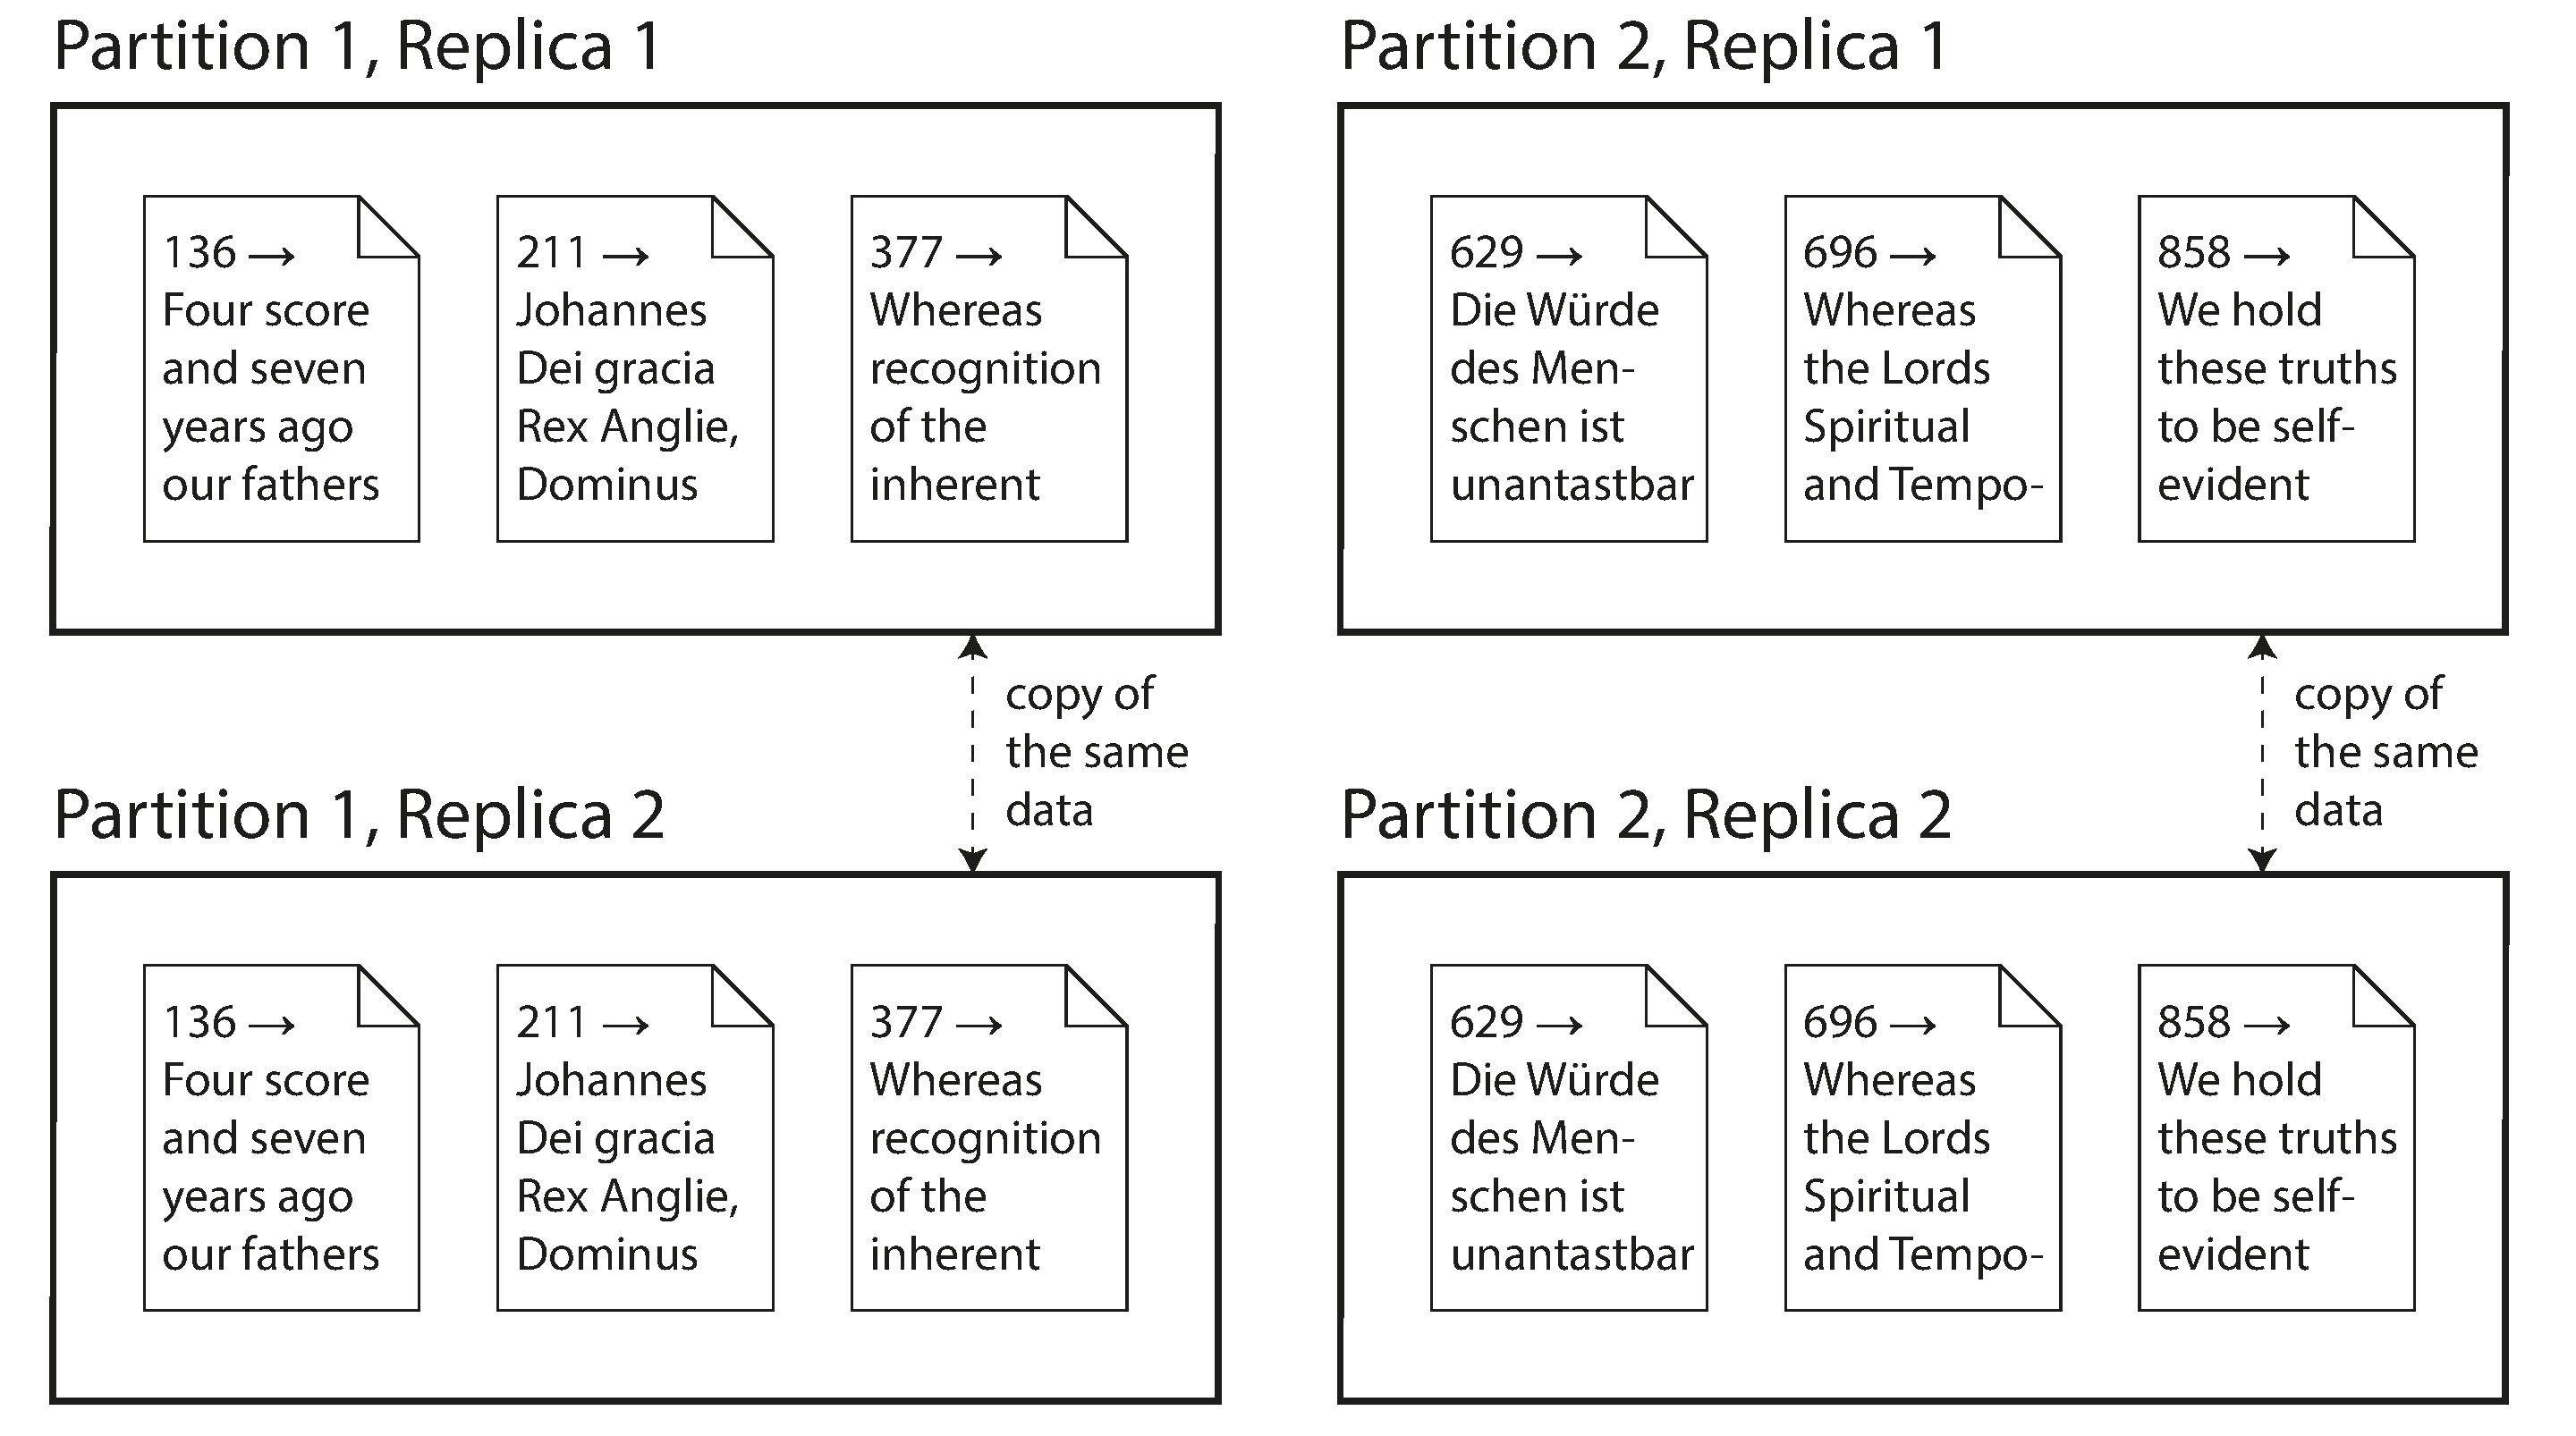 Partition 1, Replica 1
136 →
Four score
and seven
years ago
our fathers
211 →
Johannes
Dei gracia
Rex Anglie,
Dominus
377 →
Whereas
recognition
of the
inherent
Partition 2, Replica 1
629 →
Die Würde
des Men-
schen ist
unantastbar
696 →
Whereas
the Lords
Spiritual
and Tempo-
858 →
We hold
these truths
to be self-
evident
copy of
the same
data
copy of
the same
data
Partition 1, Replica 2
136 →
Four score
and seven
years ago
our fathers
211 →
Johannes
Dei gracia
Rex Anglie,
Dominus
377 →
Whereas
recognition
of the
inherent
Partition 2, Replica 2
629 →
Die Würde
des Men-
schen ist
unantastbar
696 →
Whereas
the Lords
Spiritual
and Tempo-
858 →
We hold
these truths
to be self-
evident